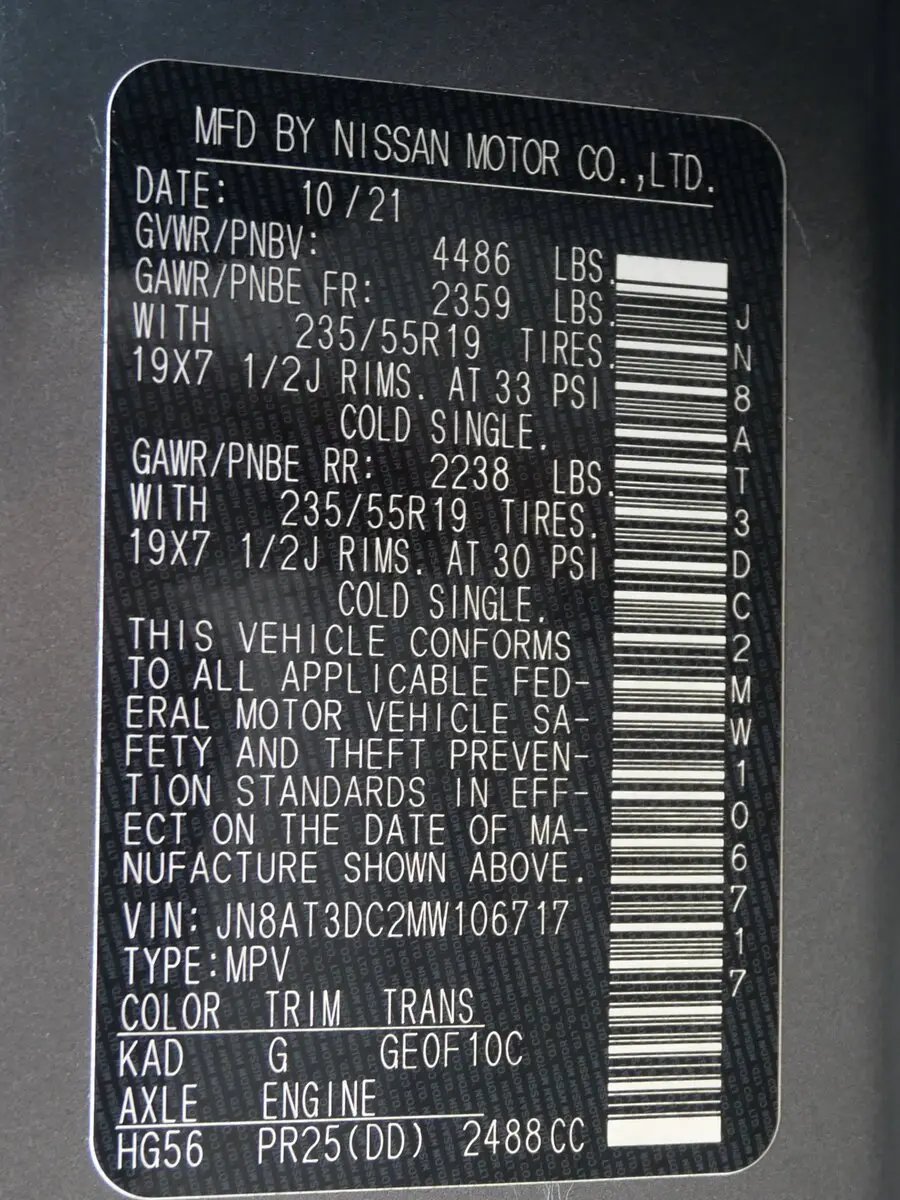 MFD BY NISSAN MOTOR CO.,LTD.
DATE: 10/21
GVWR/PNBV: 4486 LBS.
GAWR/PNBE FR: 2359 LBS.
WITH 235/55R19 TIRES.
19X7 1/2J RIMS. AT 33 PSI
COLD SINGLE.
GAWR/PNBE RR: 2238 LBS.
WITH 235/55R19 TIRES.
19X7 1/2J RIMS. AT 30 PSI
COLD SINGLE.
THIS VEHICLE CONFORMS
TO ALL APPLICABLE FED-
ERAL MOTOR VEHICLE SA-
FETY AND THEFT PREVEN-
TION STANDARDS IN EFF-
ECT ON THE DATE OF MA-
NUFACTURE SHOWN ABOVE.
VIN: JN8AT3DC2MW106717
TYPE:MPV
COLOR TRIM TRANS
KAD G GE0F10C
AXLE ENGINE
HG56 PR25(DD) 2488CC
JN8AT3DC2MW106717